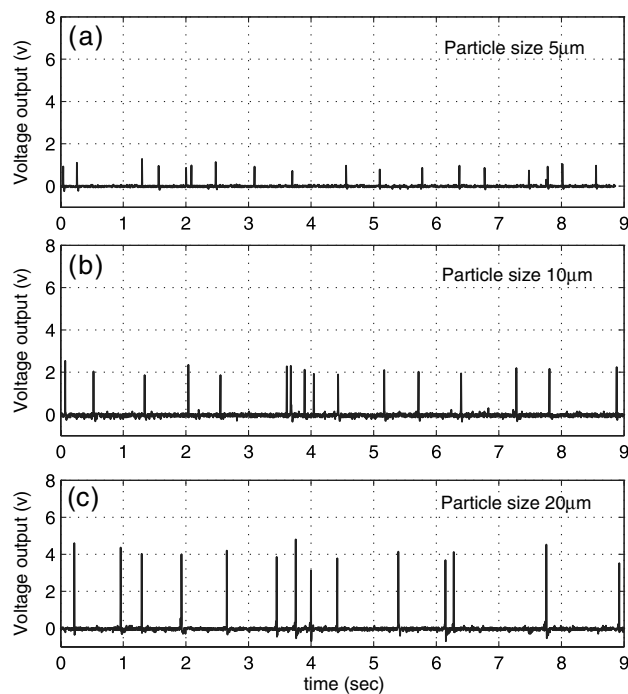 (a)
Particle size 5μm
Voltage output (v)
8
6
4
2
0
0 1 2 3 4 5 6 7 8 9
(b)
Particle size 10μm
Voltage output (v)
8
6
4
2
0
0 1 2 3 4 5 6 7 8 9
(c)
Particle size 20μm
Voltage output (v)
8
6
4
2
0
0 1 2 3 4 5 6 7 8 9
time (sec)